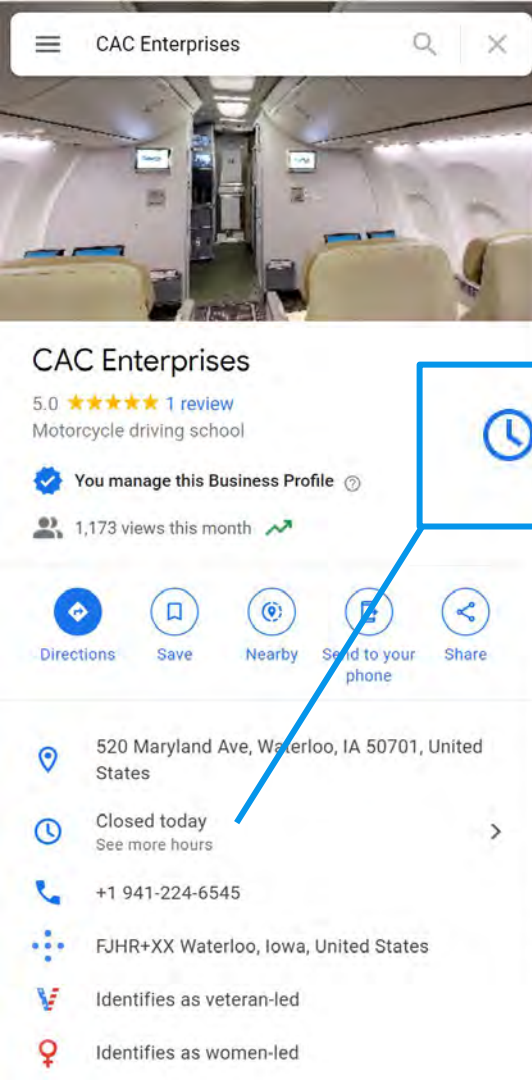 CAC Enterprises
CAC Enterprises
5.0 1 review
Motorcycle driving school
You manage this Business Profile
1,173 views this month
Directions Save Nearby Send to your Share
phone
520 Maryland Ave, Waterloo, IA 50701, United
States
Closed today
See more hours
+1 941-224-6545
FJHR+XX Waterloo, Iowa, United States
Identifies as veteran-led
Identifies as women-led